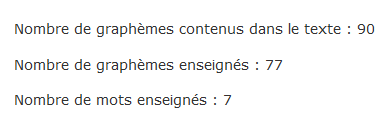 Nombre de graphèmes contenus dans le texte : 90
Nombre de graphèmes enseignés : 77
Nombre de mots enseignés : 7